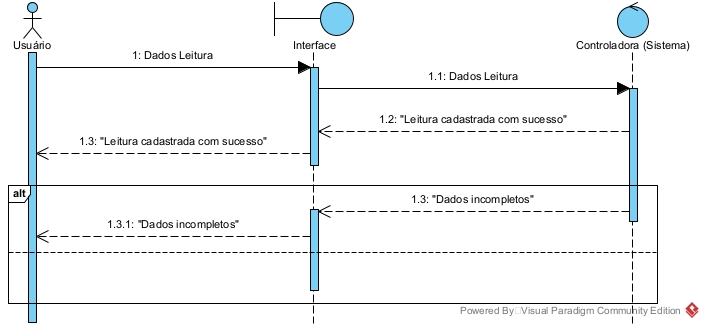 Usuário
Interface
Controladora (Sistema)
1: Dados Leitura
1.1: Dados Leitura
1.2: "Leitura cadastrada com sucesso"
1.3: "Leitura cadastrada com sucesso"
alt
1.3: "Dados incompletos"
1.3.1: "Dados incompletos"
Powered By Visual Paradigm Community Edition